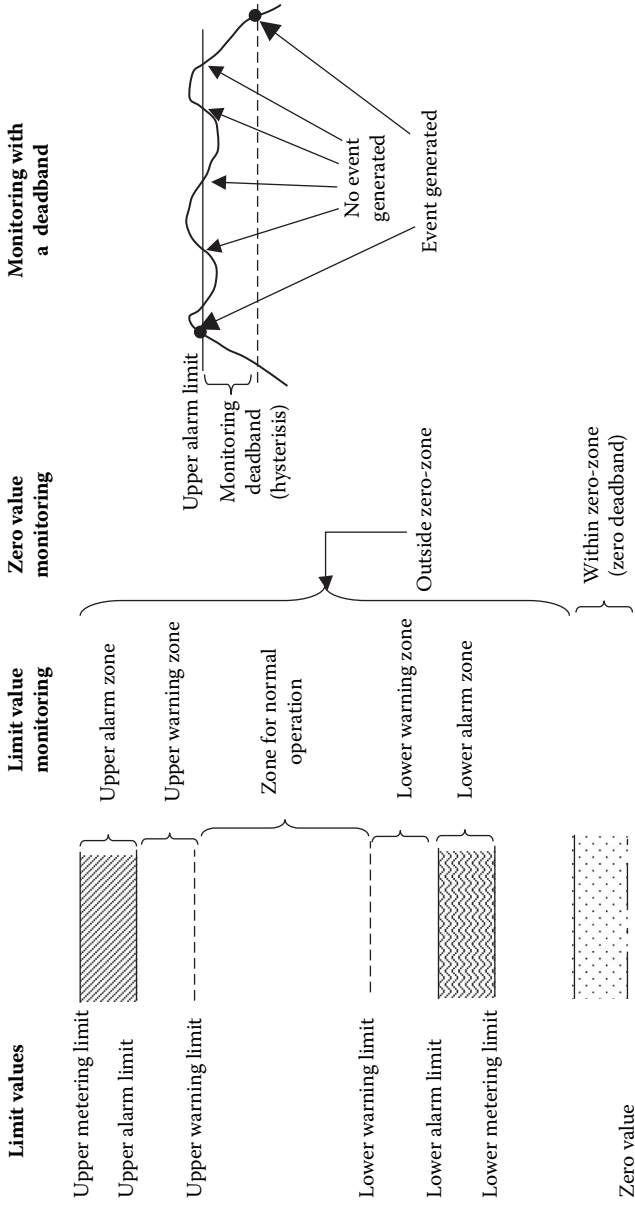 Limit values
Limit value
monitoring
Zero value
monitoring
Monitoring with
a deadband
Upper metering limit
Upper alarm limit
Upper warning limit
Lower warning limit
Lower alarm limit
Lower metering limit
Zero value
Upper alarm zone
Upper warning zone
Zone for normal
operation
Lower warning zone
Lower alarm zone
Outside zero-zone
Within zero-zone
(zero deadband)
Upper alarm limit
Monitoring
deadband
(hysterisis)
No event
generated
Event generated